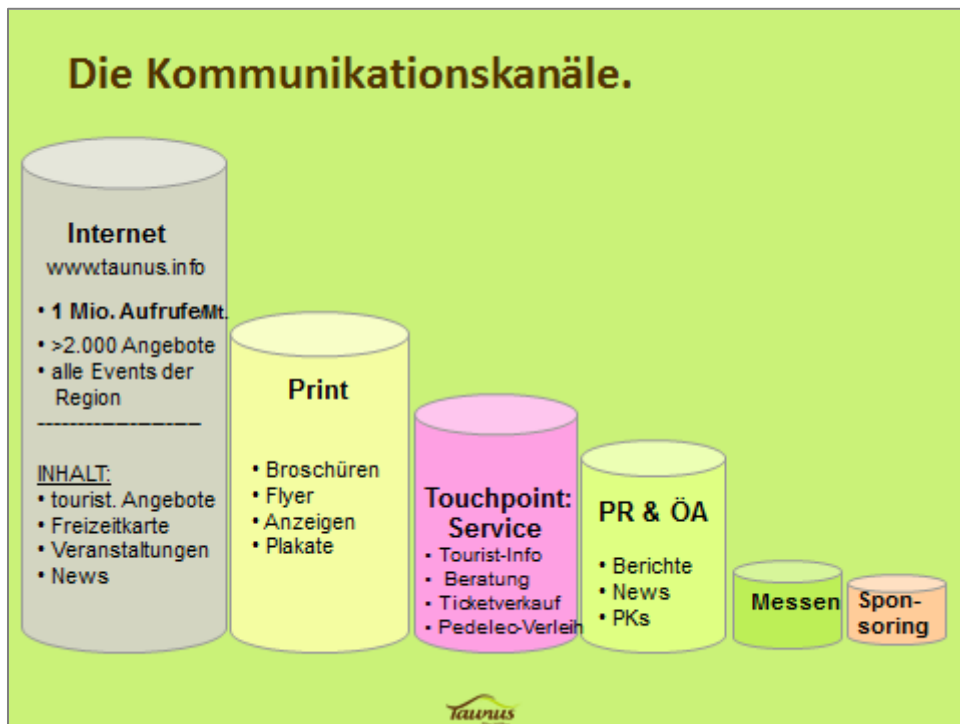 Die Kommunikationskanäle.
Internet
www.taunus.info
• 1 Mio. Aufrufe/Mt.
• >2.000 Angebote
• alle Events der
Region
------------------------
INHALT:
• tourist. Angebote
• Freizeitkarte
• Veranstaltungen
• News
Print
• Broschüren
• Flyer
• Anzeigen
• Plakate
Touchpoint:
Service
• Tourist-Info
• Beratung
• Ticketverkauf
• Pedelec-Verleih
PR & ÖA
• Berichte
• News
• PKs
Messen
Spon-
soring
Taunus